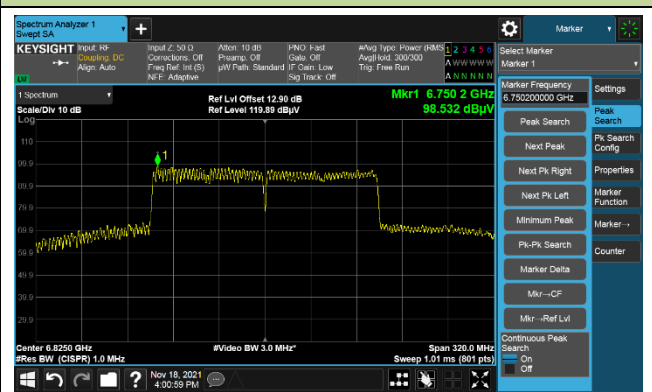 Spectrum Analyzer 1
Swept SA
Marker
KEYSIGHT
Input: RF
Coupling: DC
Align: Auto
Input Z: 50 Ω
Corrections: Off
Freq Ref: Int (S)
NFE: Adaptive
Atten: 10 dB
Preamp: Off
µW Path: Standard
PNO: Fast
Gate: Off
IF Gain: Low
Sig Track: Off
#Avg Type: Power (RMS
Avg|Hold: 300/300
Trig: Free Run
1 2 3 4 5 6
A W W W W W
A N N N N N
Select Marker
Marker 1
1 Spectrum
Scale/Div 10 dB
Log
Ref Lvl Offset 12.90 dB
Ref Level 119.89 dBµV
Mkr1 6.750 2 GHz
98.532 dBµV
Marker Frequency
6.750200000 GHz
Settings
Peak Search
Peak
Search
Next Peak
Pk Search
Config
Next Pk Right
Properties
Next Pk Left
Marker
Function
Minimum Peak
Marker→
Pk-Pk Search
Counter
Marker Delta
Mkr→CF
Mkr→Ref Lvl
Continuous Peak
Search
On
Off
110
99.9
89.9
79.9
69.9
59.9
49.9
39.9
29.9
1
Center 6.8250 GHz
#Res BW (CISPR) 1.0 MHz
#Video BW 3.0 MHz*
Span 320.0 MHz
Sweep 1.01 ms (801 pts)
Nov 18, 2021
4:00:59 PM